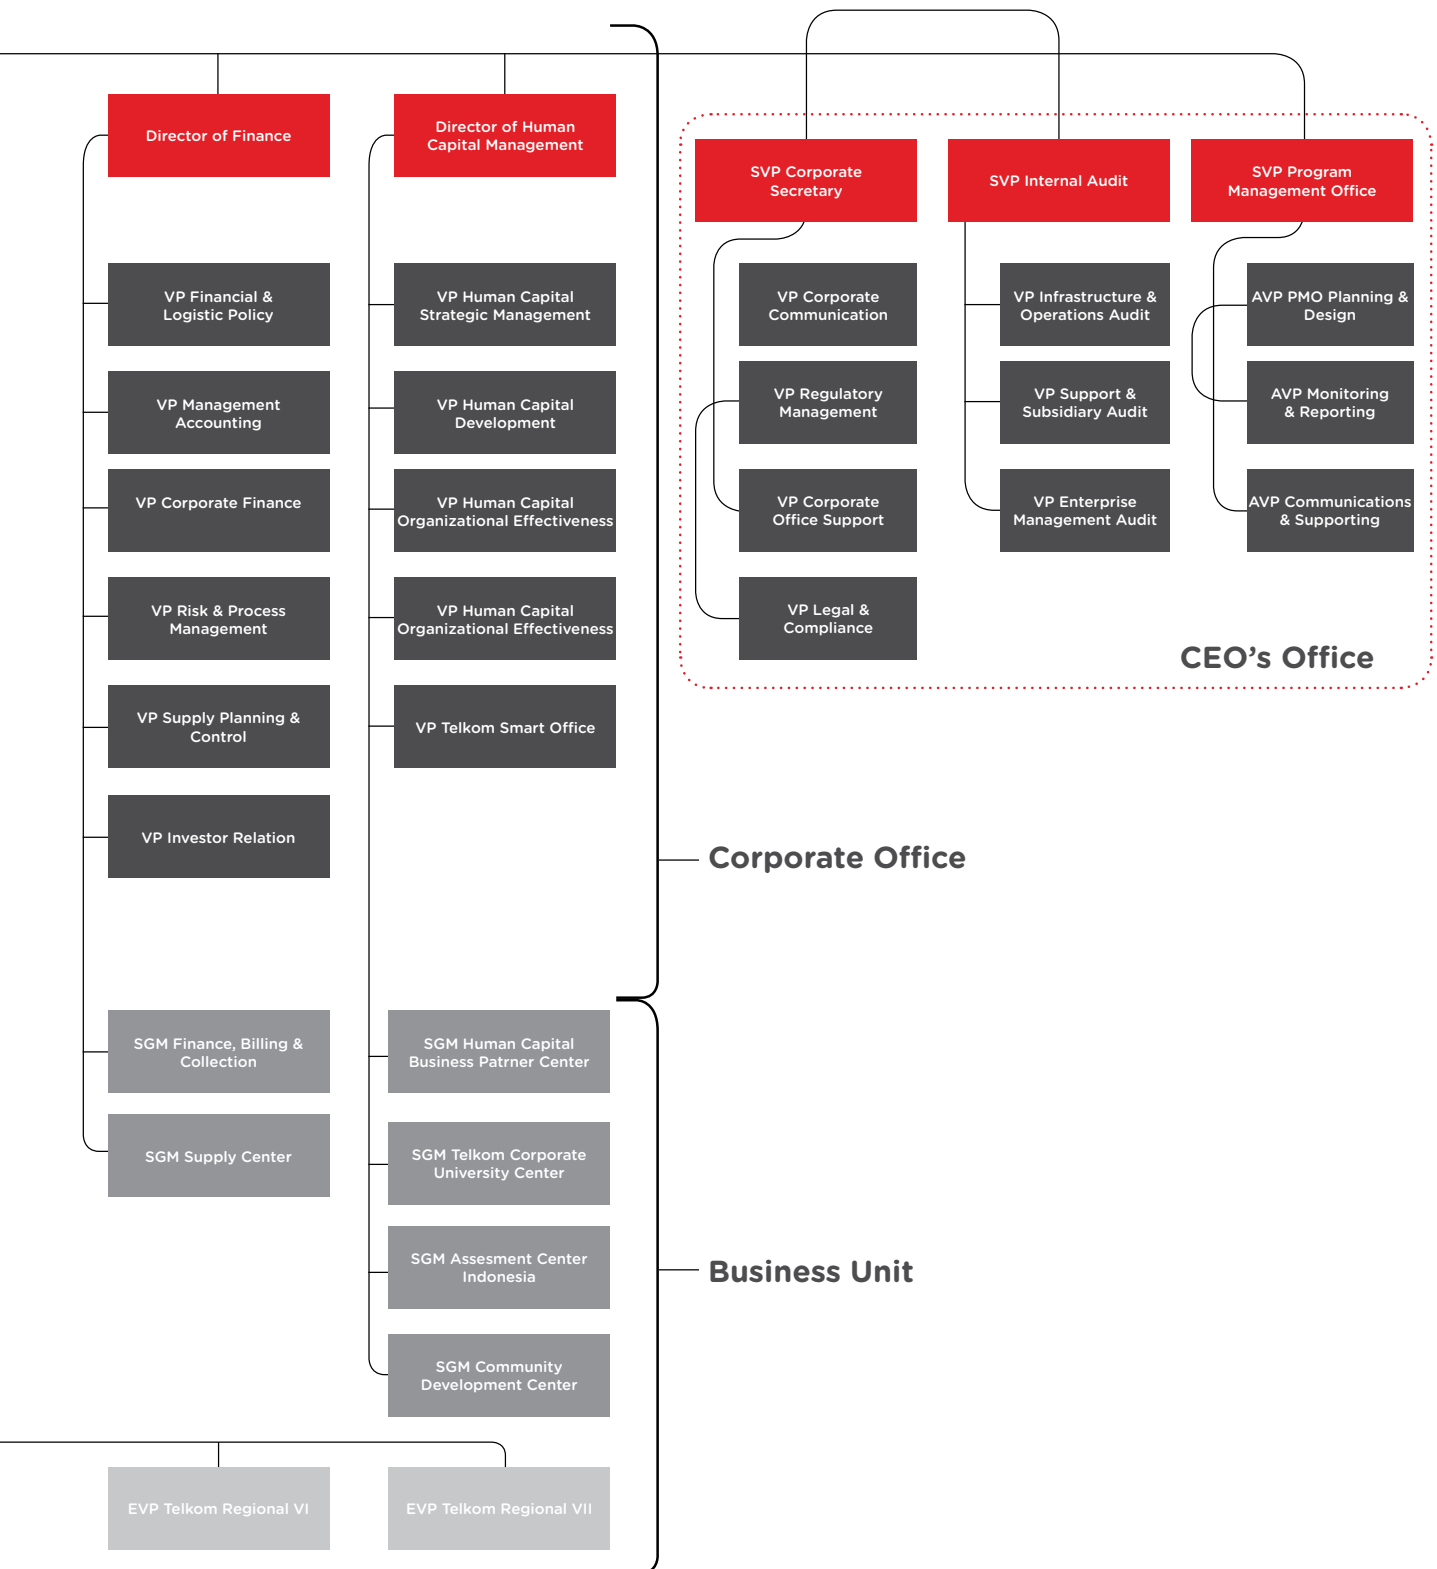 Director of Finance
Director of Human
Capital Management
SVP Corporate
Secretary
SVP Internal Audit
SVP Program
Management Office
VP Financial &
Logistic Policy
VP Management
Accounting
VP Corporate Finance
VP Risk & Process
Management
VP Supply Planning &
Control
VP Investor Relation
SGM Finance, Billing &
Collection
SGM Supply Center
VP Human Capital
Strategic Management
VP Human Capital
Development
VP Human Capital
Organizational Effectiveness
VP Human Capital
Organizational Effectiveness
VP Telkom Smart Office
SGM Human Capital
Business Patrner Center
SGM Telkom Corporate
University Center
SGM Assesment Center
Indonesia
SGM Community
Development Center
VP Corporate
Communication
VP Regulatory
Management
VP Corporate
Office Support
VP Legal &
Compliance
VP Infrastructure &
Operations Audit
VP Support &
Subsidiary Audit
VP Enterprise
Management Audit
AVP PMO Planning &
Design
AVP Monitoring
& Reporting
AVP Communications
& Supporting
CEO’s Office
Corporate Office
Business Unit
EVP Telkom Regional VI
EVP Telkom Regional VII